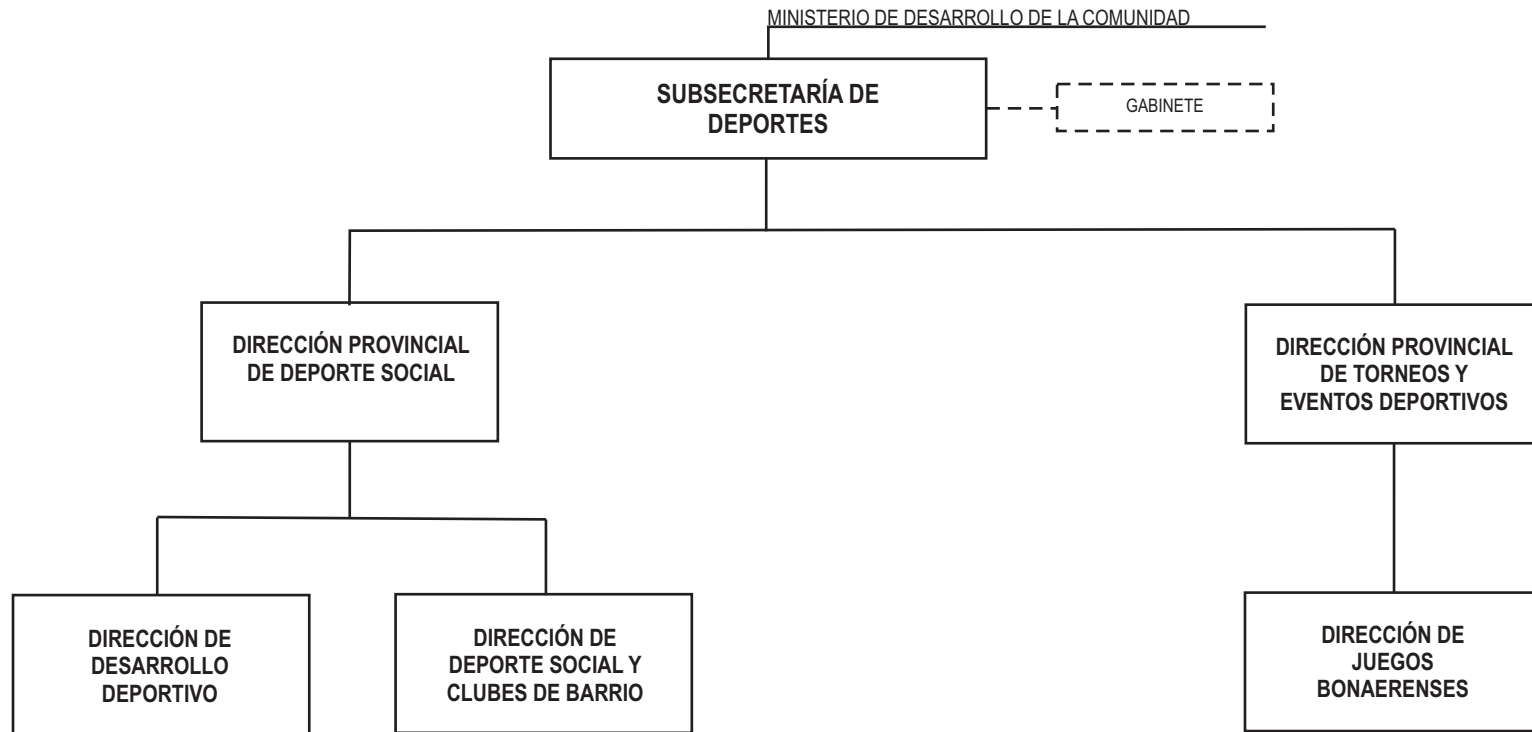 MINISTERIO DE DESARROLLO DE LA COMUNIDAD
SUBSECRETARÍA DE
DEPORTES
GABINETE
DIRECCIÓN PROVINCIAL
DE DEPORTE SOCIAL
DIRECCIÓN PROVINCIAL
DE TORNEOS Y
EVENTOS DEPORTIVOS
DIRECCIÓN DE
DESARROLLO
DEPORTIVO
DIRECCIÓN DE
DEPORTE SOCIAL Y
CLUBES DE BARRIO
DIRECCIÓN DE
JUEGOS
BONAERENSES